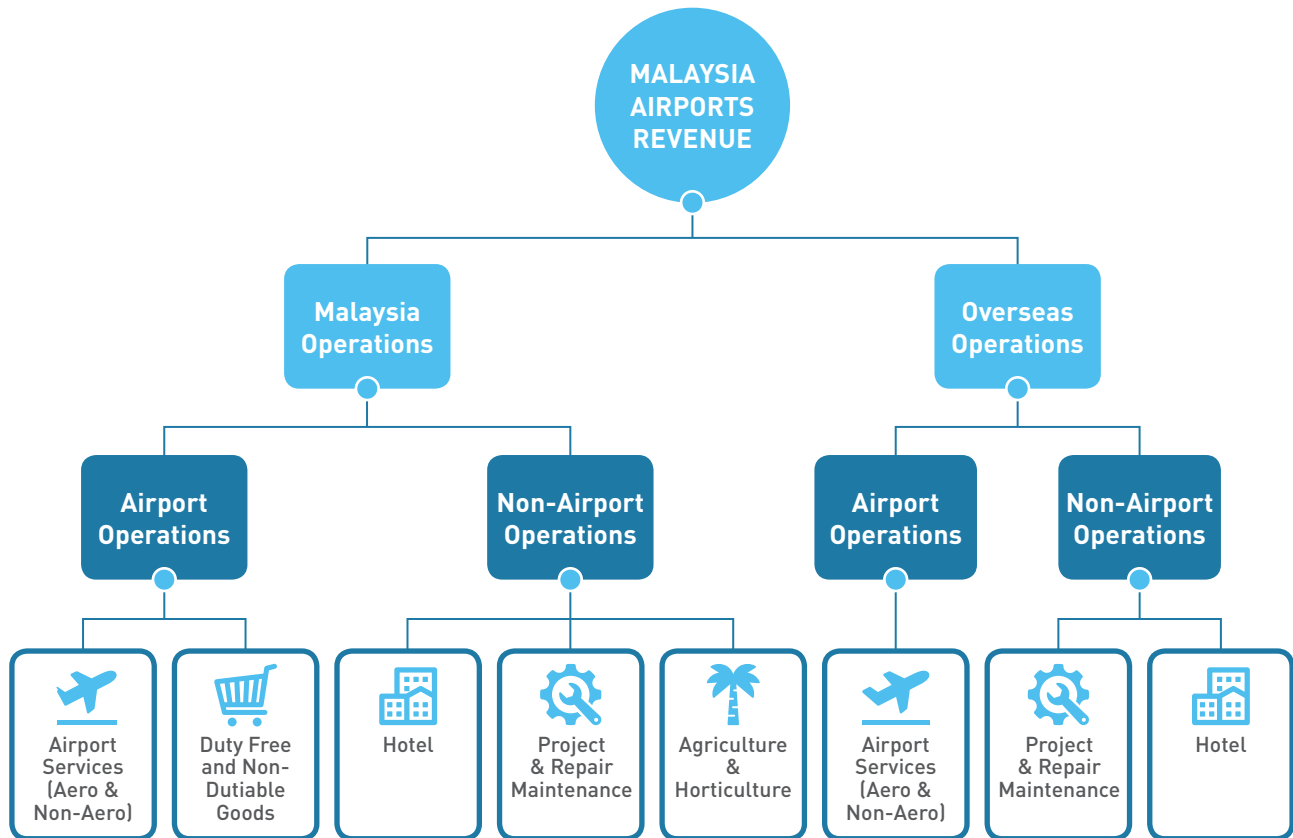 MALAYSIA
AIRPORTS
REVENUE
Malaysia
Operations
Overseas
Operations
Airport
Operations
Non-Airport
Operations
Airport
Operations
Non-Airport
Operations
Airport
Services
(Aero &
Non-Aero)
Duty Free
and Non-
Dutiable
Goods
Hotel
Project
& Repair
Maintenance
Agriculture
&
Horticulture
Airport
Services
(Aero &
Non-Aero)
Project
& Repair
Maintenance
Hotel